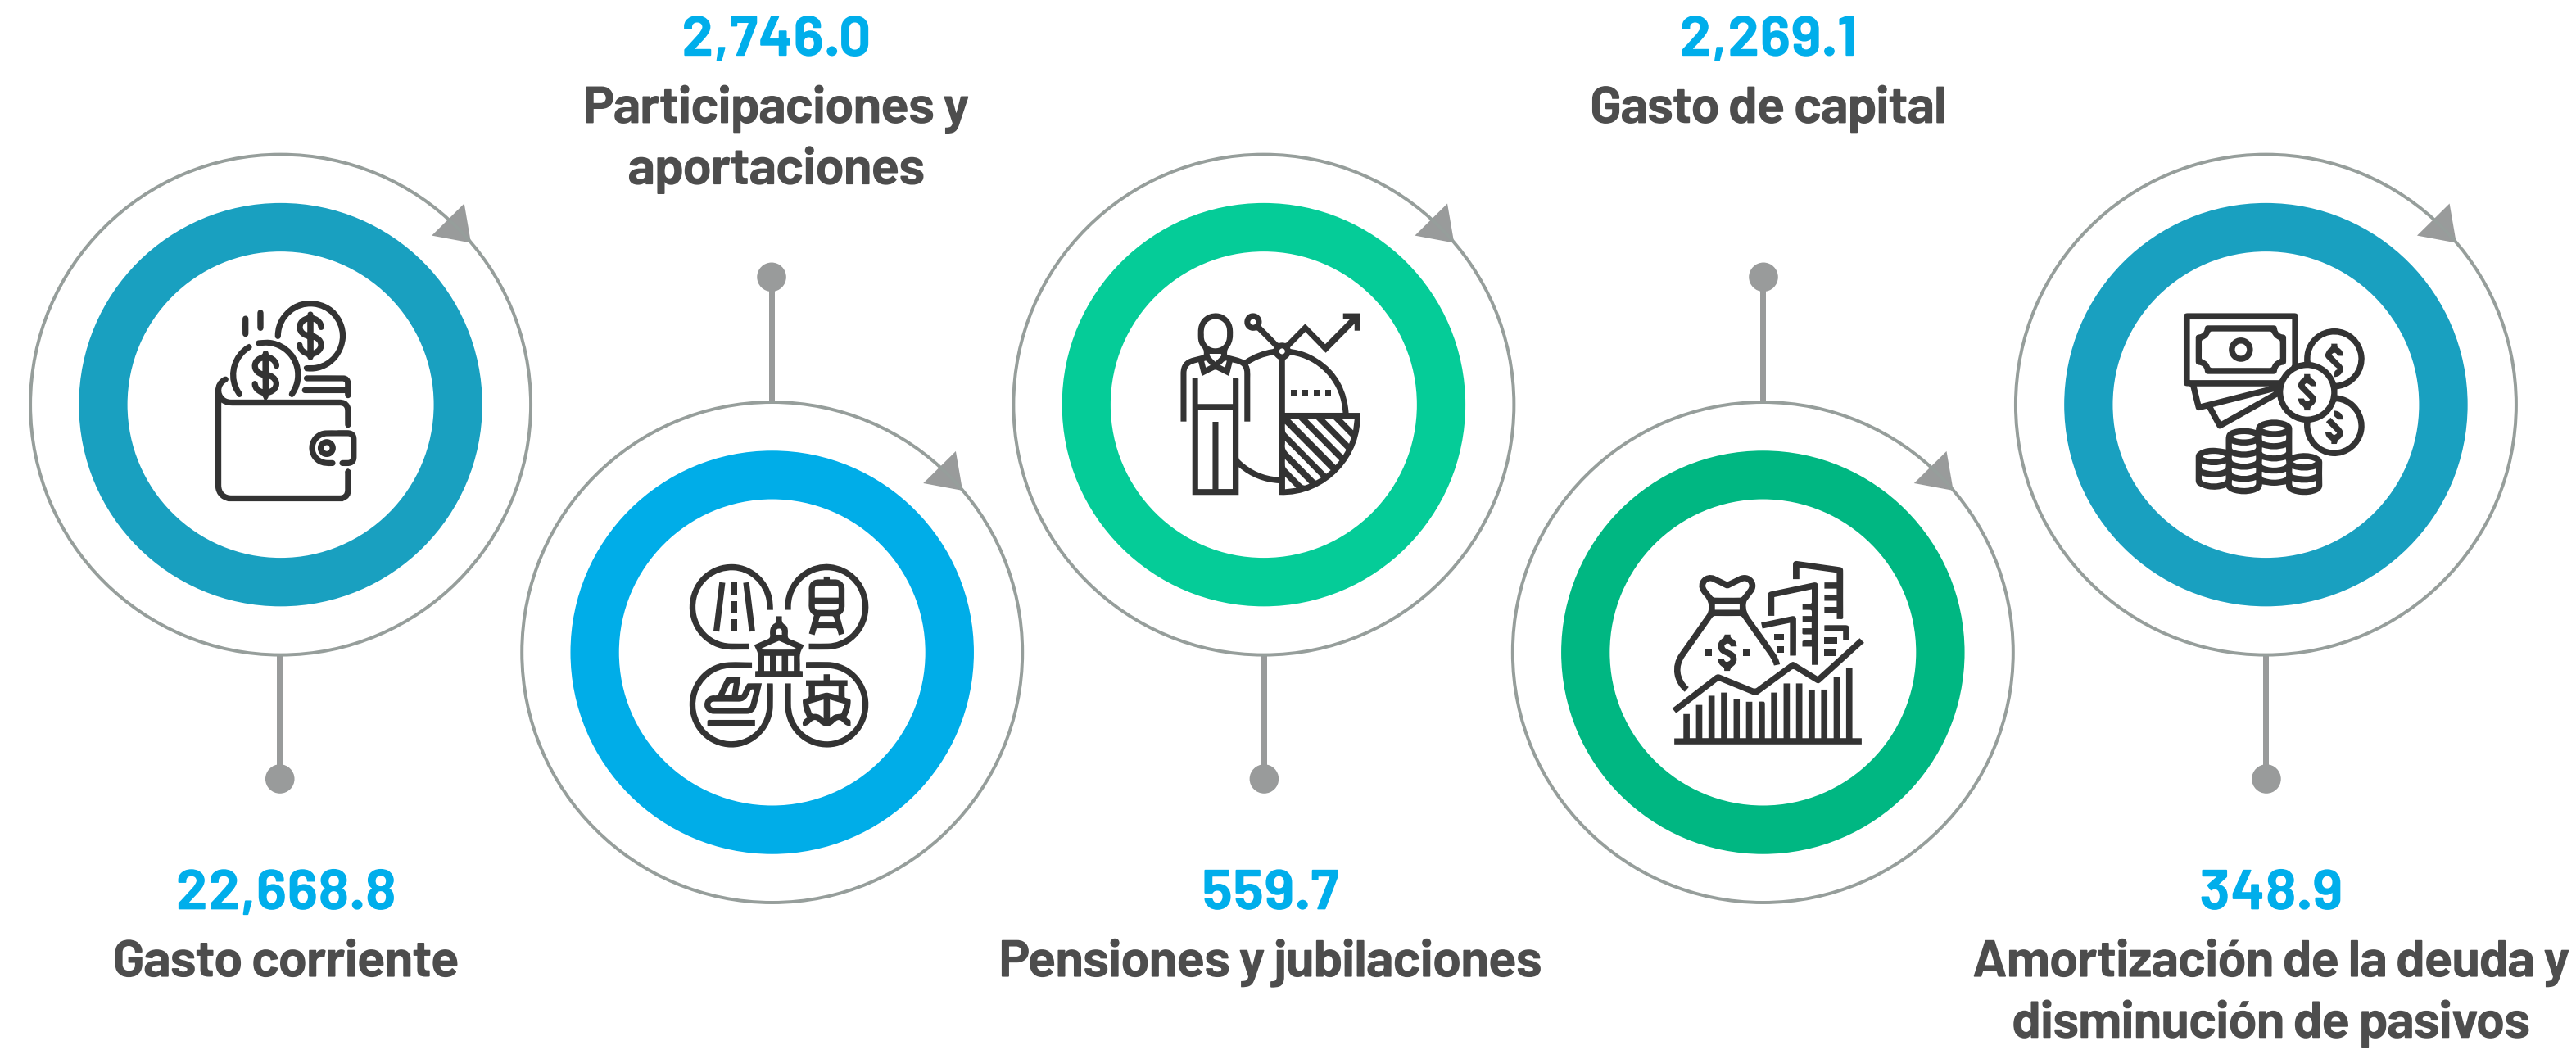 22,668.8
Gasto corriente
2,746.0
Participaciones y
aportaciones
559.7
Pensiones y jubilaciones
2,269.1
Gasto de capital
348.9
Amortización de la deuda y
disminución de pasivos